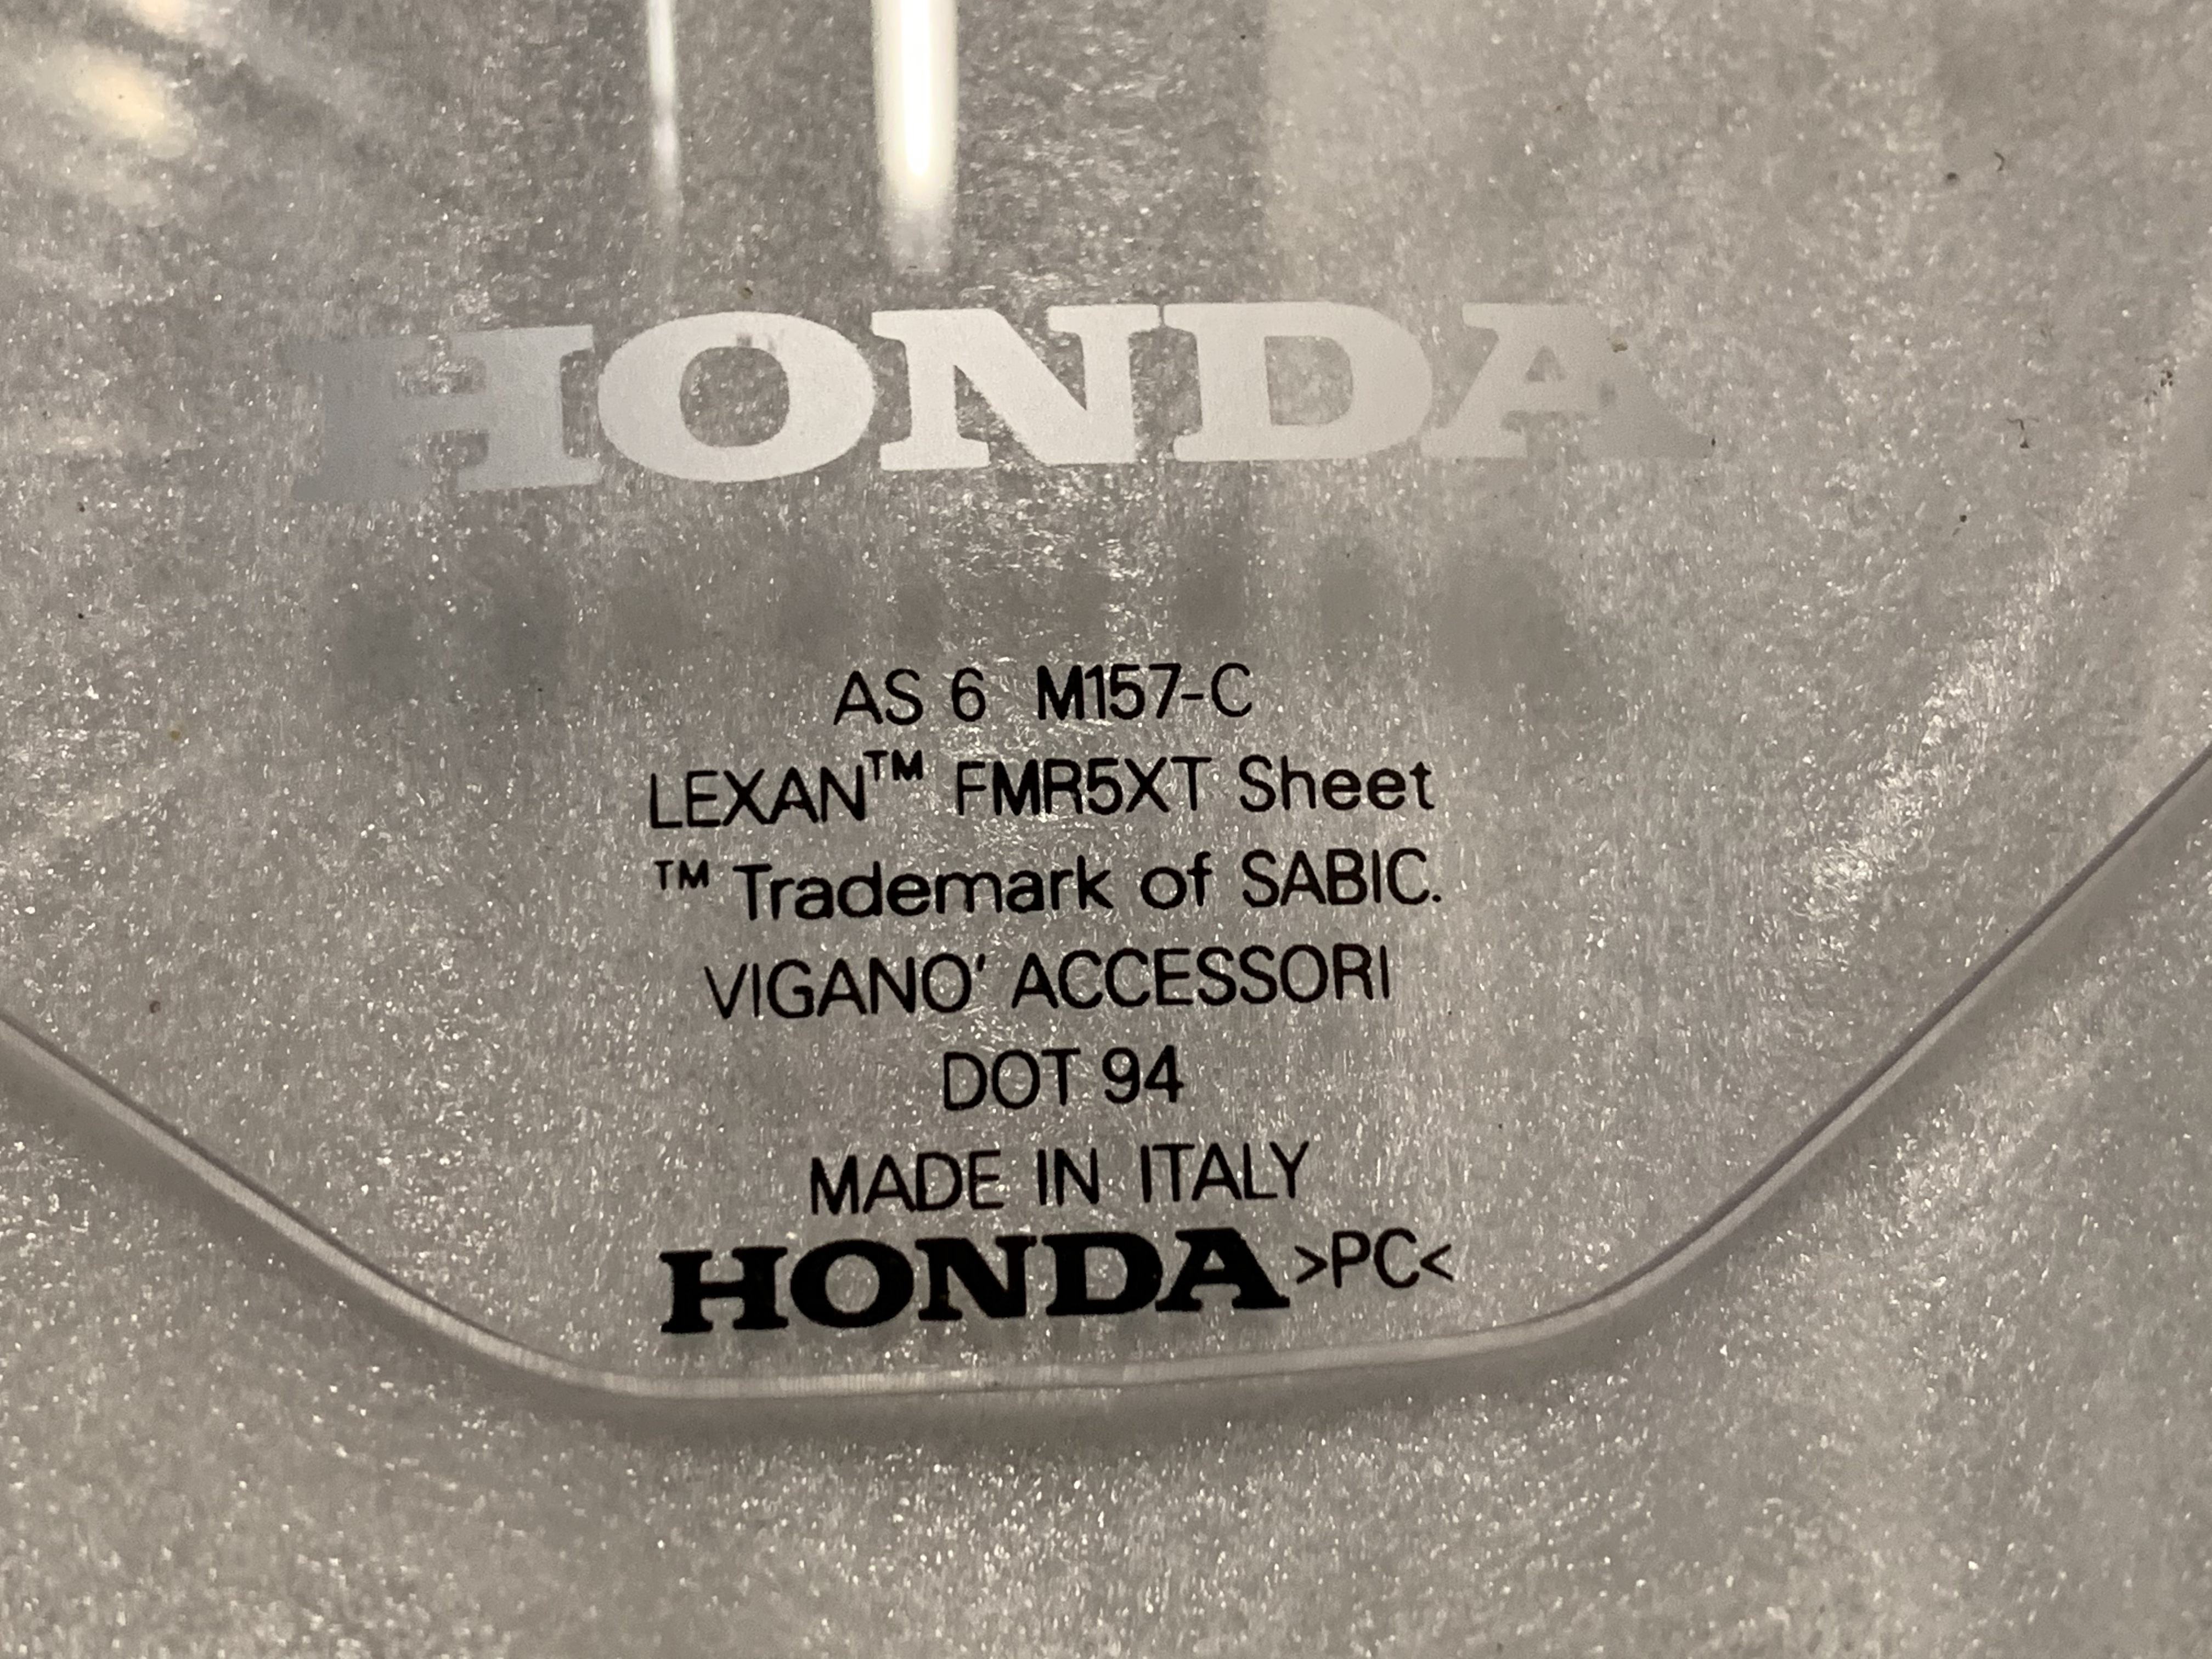 HONDA
AS 6 M157-C
LEXAN™ FMR5XT Sheet
™ Trademark of SABIC.
VIGANO' ACCESSORI
DOT 94
MADE IN ITALY
HONDA >PC<